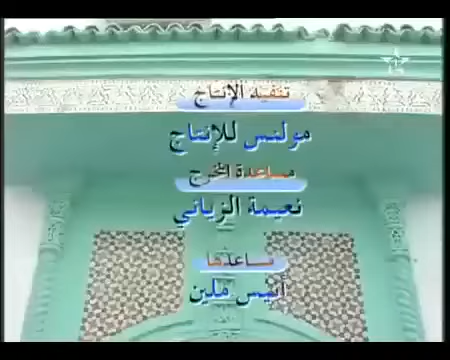 تنفيذ الإنتاج
مولنس للإنتاج
مساعدة المخرج
نعيمة الزياني
مساعدها
أنيس ملين